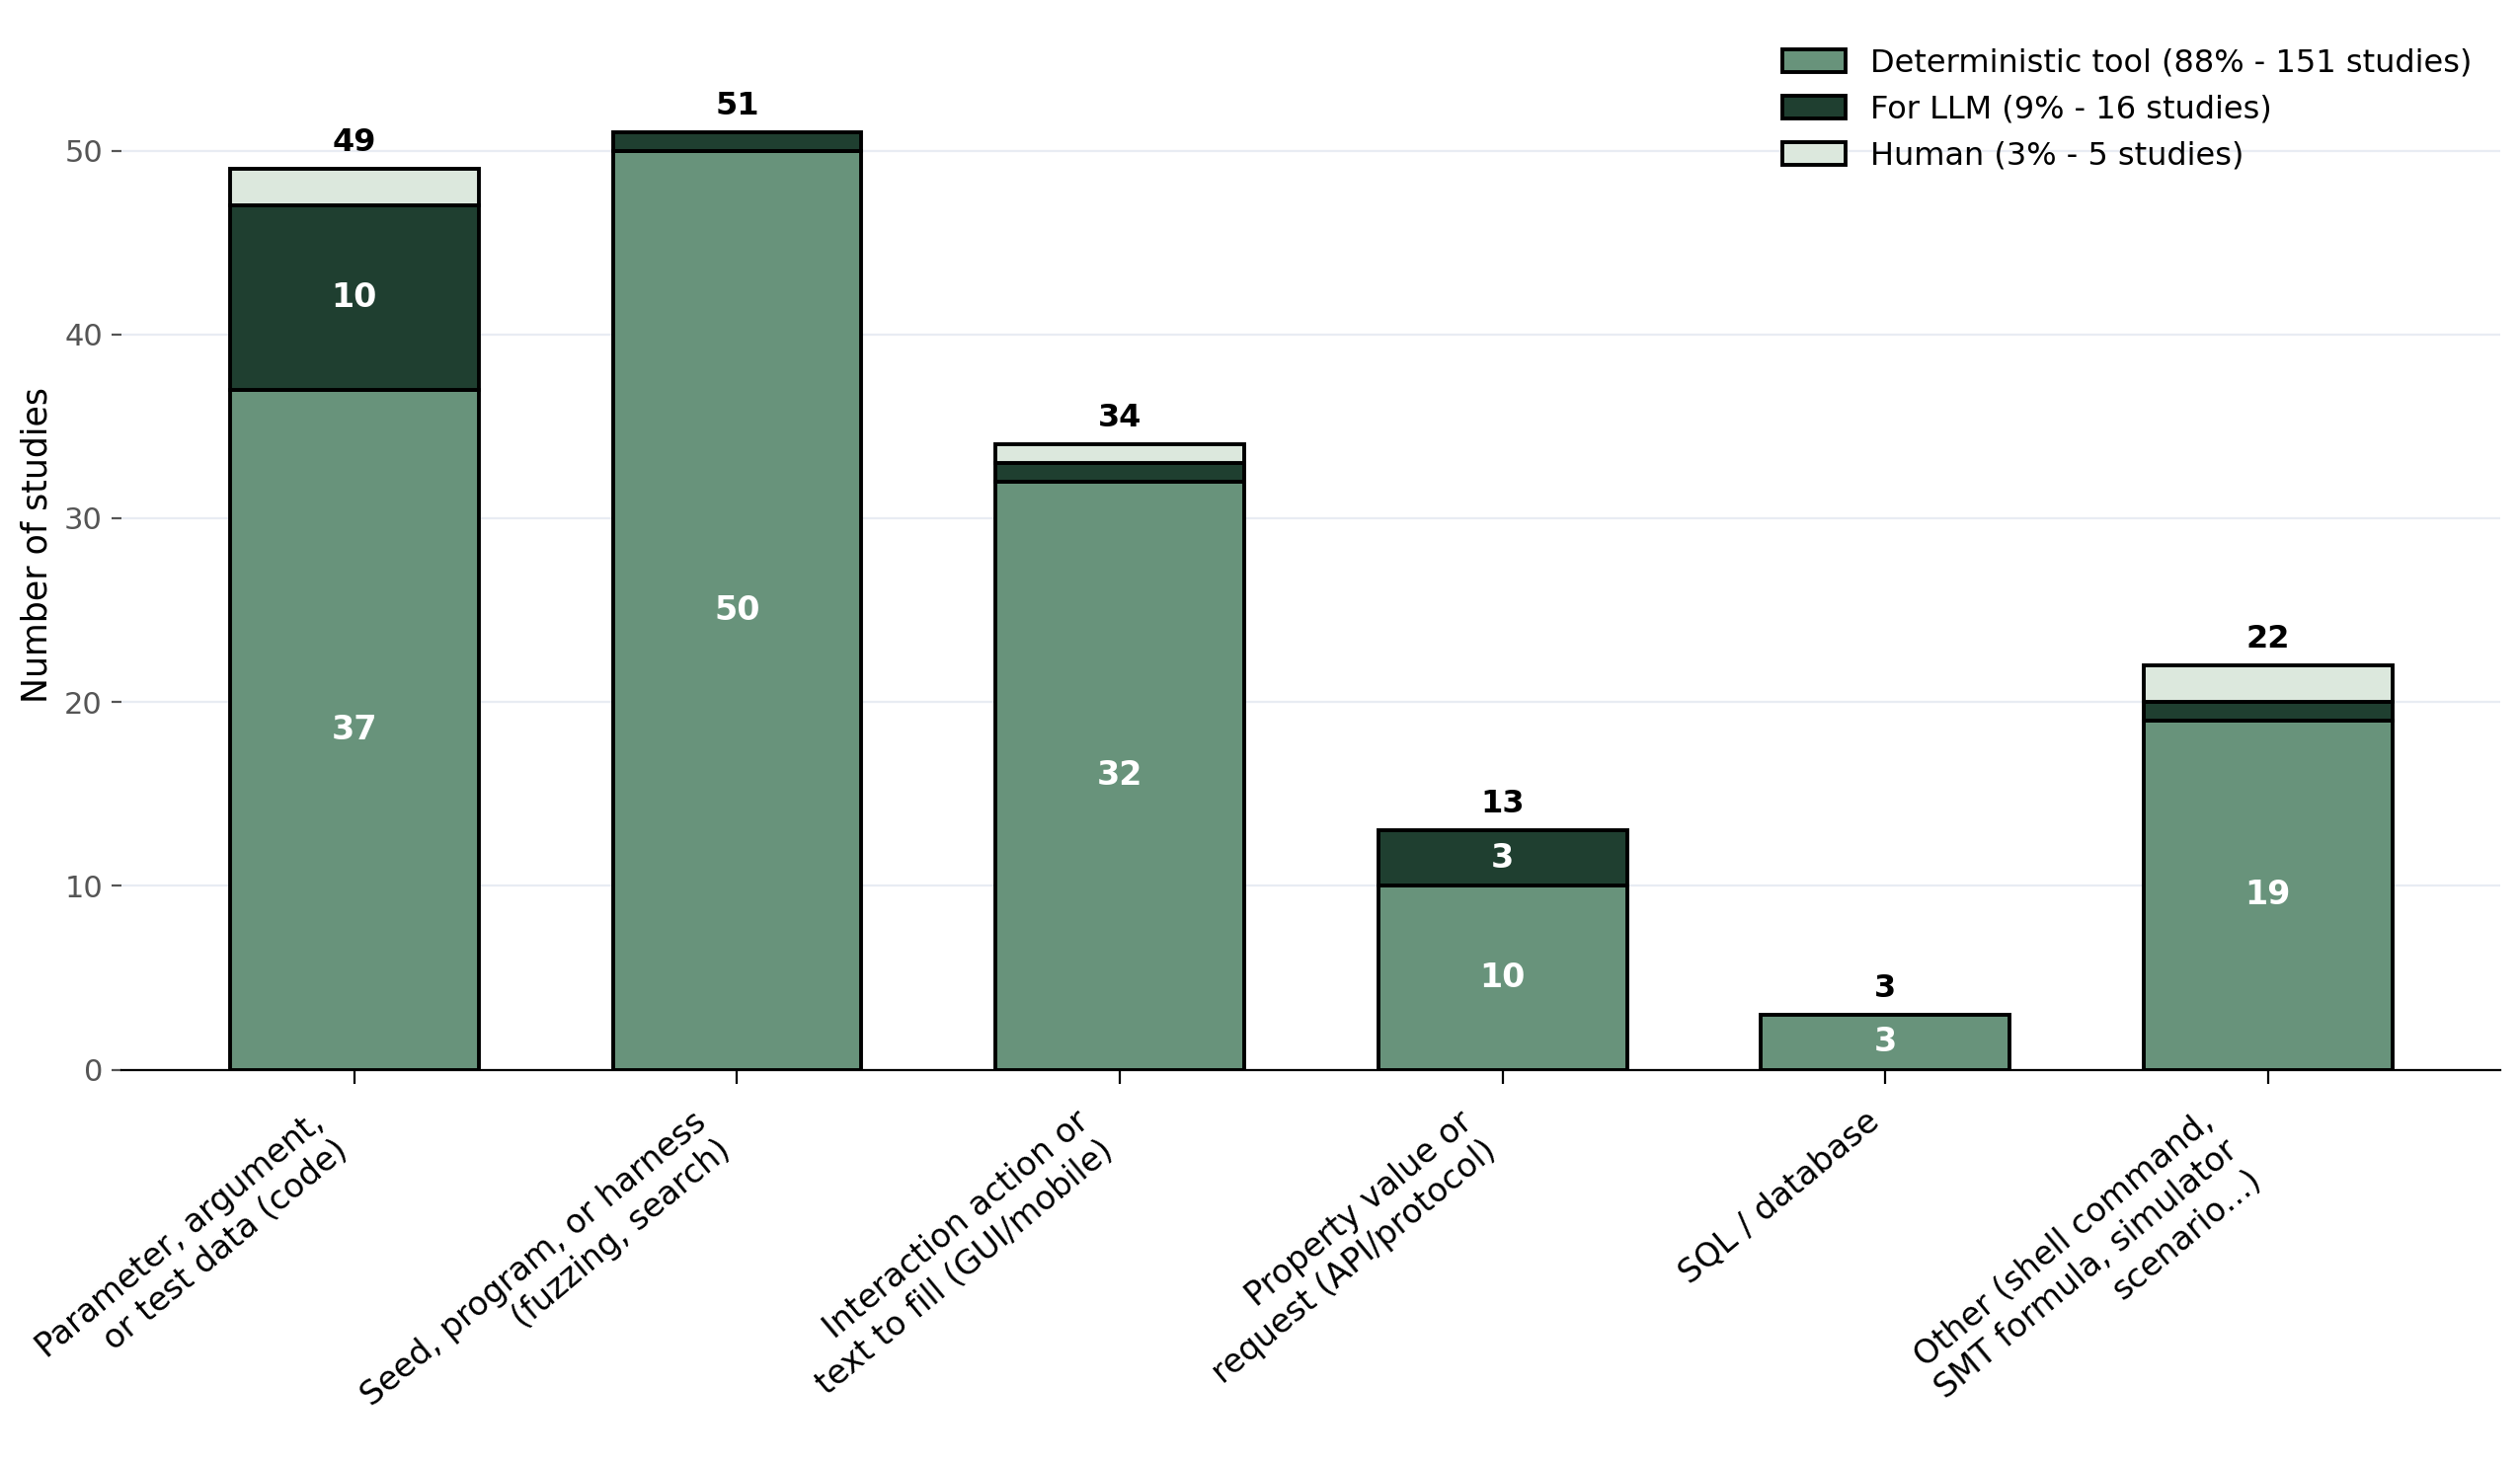 Deterministic tool (88% - 151 studies)
For LLM (9% - 16 studies)
Human (3% - 5 studies)
Number of studies
50
40
30
20
10
0
49
10
37
51
50
34
32
13
3
10
3
3
22
19
Parameter, argument,
or test data (code)
Seed, program, or harness
(fuzzing, search)
Interaction action or
text to fill (GUI/mobile)
Property value or
request (API/protocol)
SQL / database
Other (shell command,
SMT formula, simulator
scenario...)